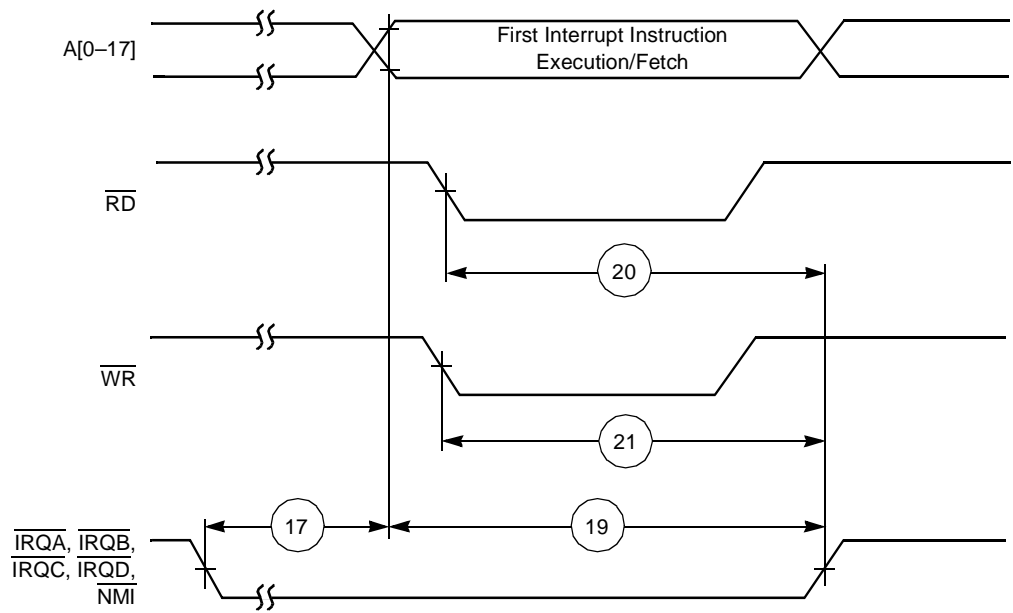 A[0–17]
First Interrupt Instruction
Execution/Fetch
RD
20
WR
21
17
19
IRQA, IRQB,
IRQC, IRQD,
NMI